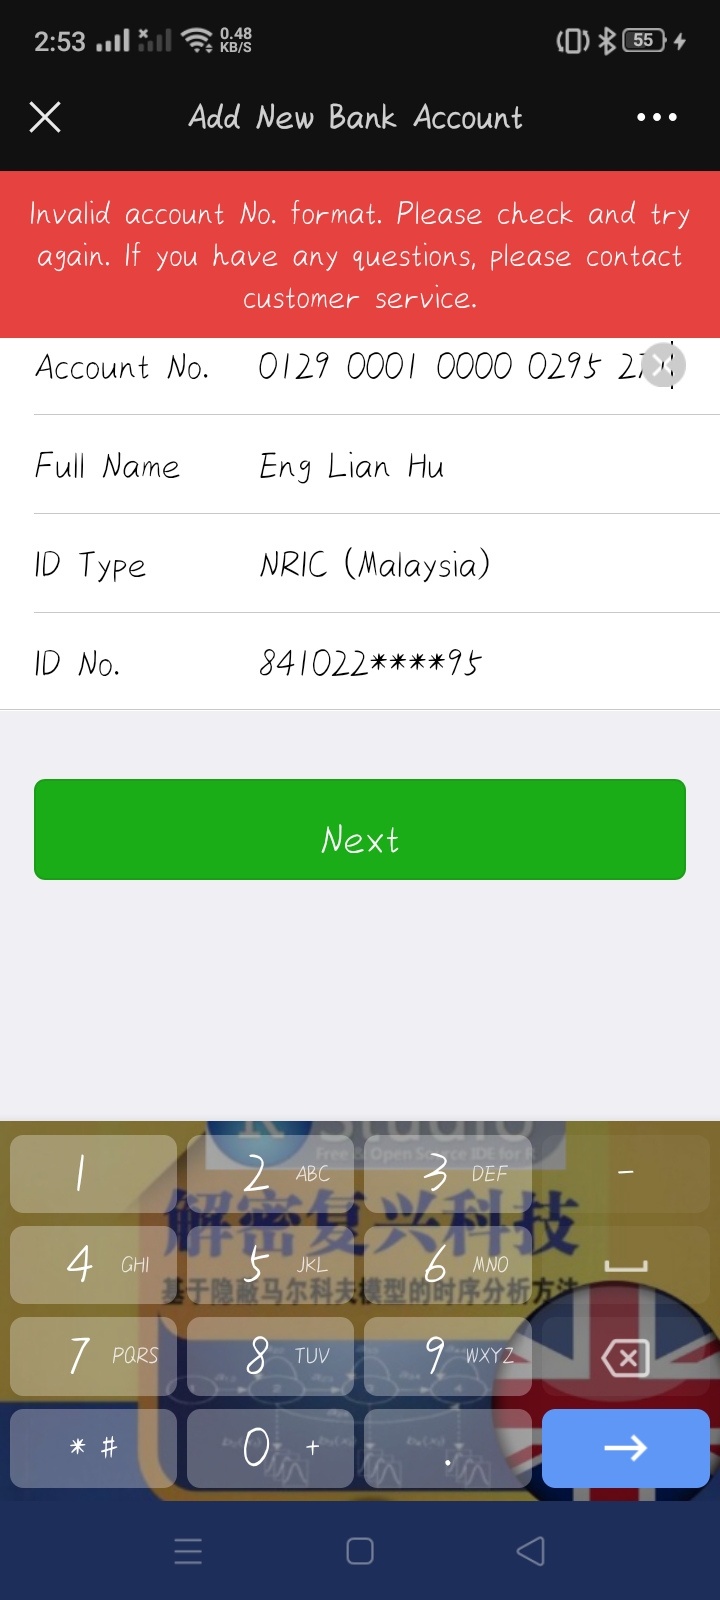 2:53 0.48 KB/S 55
Add New Bank Account
Invalid account No. format. Please check and try
again. If you have any questions, please contact
customer service.
Account No. 0129 0001 0000 0295 27
Full Name Eng Lian Hu
ID Type NRIC (Malaysia)
ID No. 841022****95
Next
Studio
Free & Open Source IDE for R
1 2 ABC 3 DEF -
解密复兴科技
4 GHI 5 JKL 6 MNO
基于隐蔽马尔科夫模型的时序分析方法
7 PQRS 8 TUV 9 WXYZ
* # 0 + .